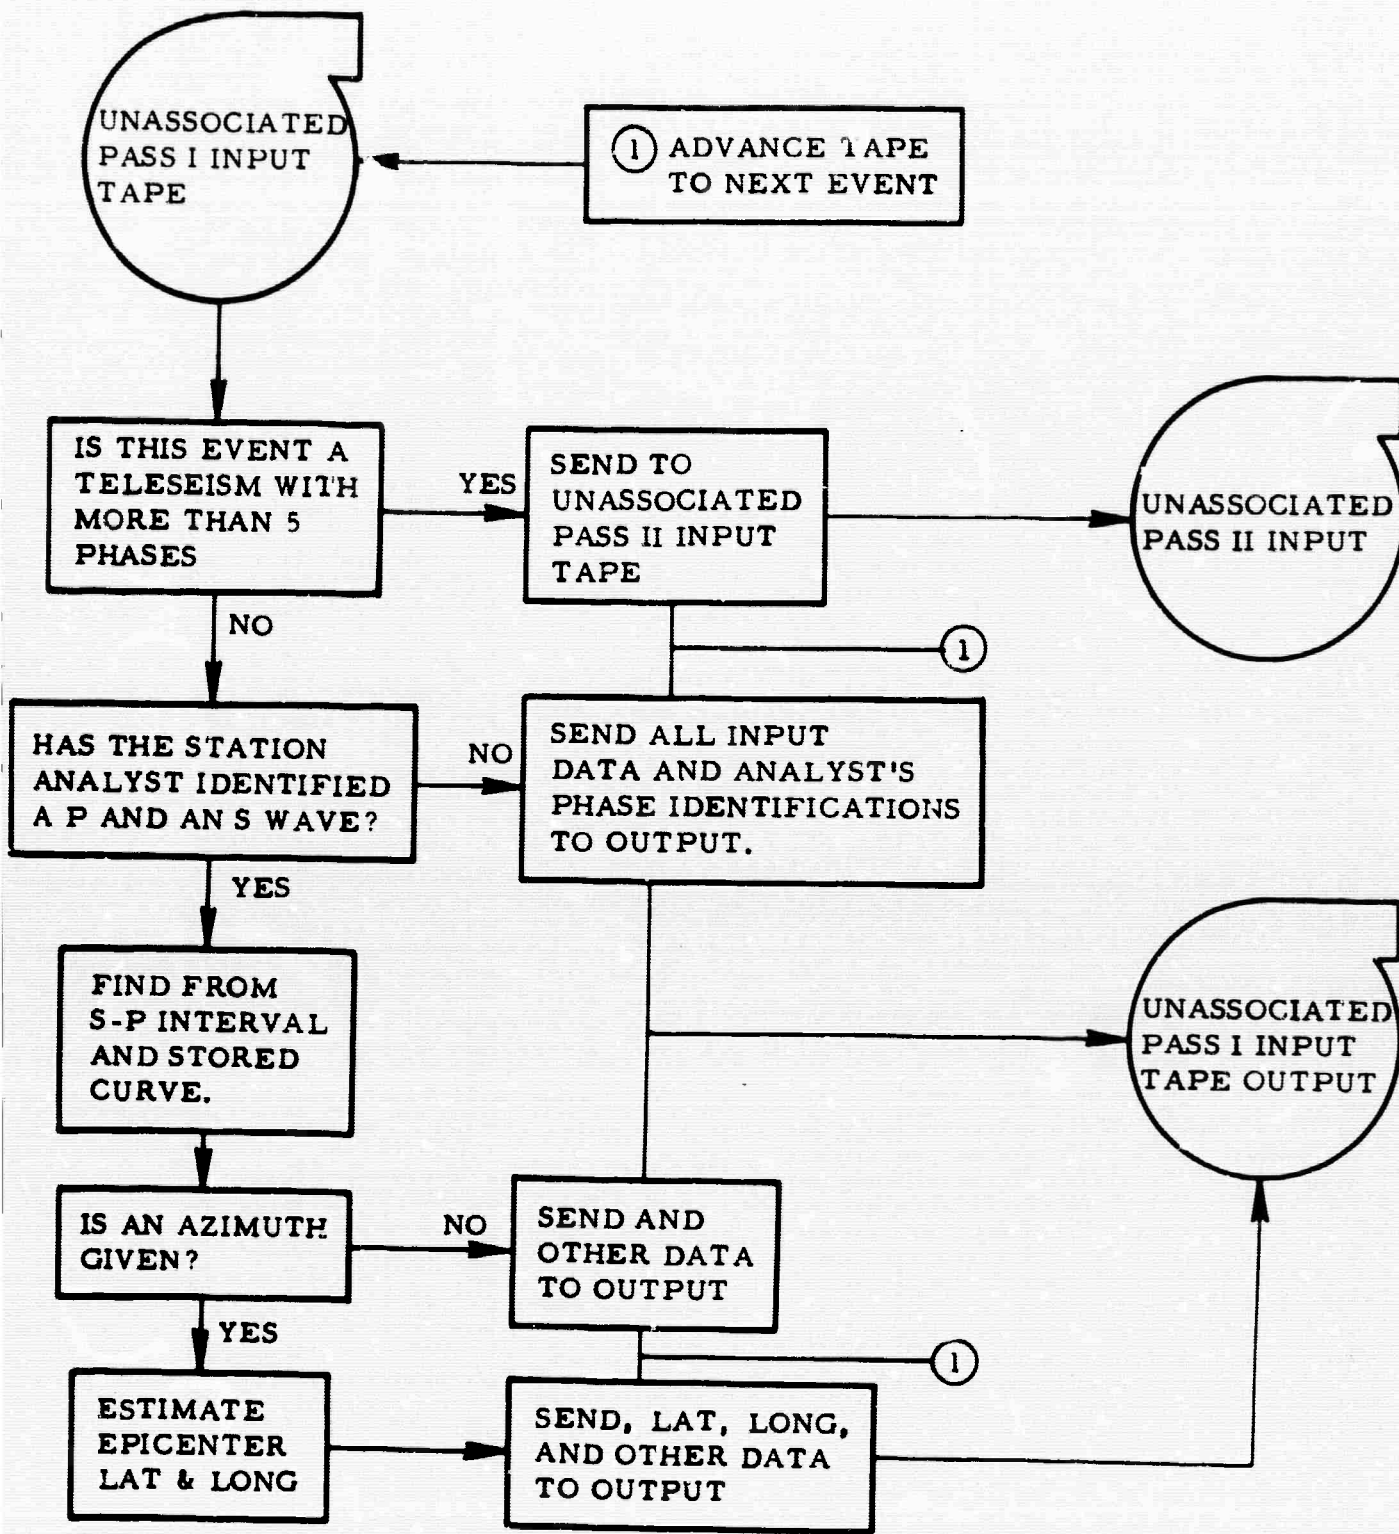 UNASSOCIATED
PASS I INPUT
TAPE
1 ADVANCE TAPE
TO NEXT EVENT
IS THIS EVENT A
TELESEISM WITH
MORE THAN 5
PHASES
YES
SEND TO
UNASSOCIATED
PASS II INPUT
TAPE
UNASSOCIATED
PASS II INPUT
NO
1
HAS THE STATION
ANALYST IDENTIFIED
A P AND AN S WAVE?
NO
SEND ALL INPUT
DATA AND ANALYST'S
PHASE IDENTIFICATIONS
TO OUTPUT.
YES
FIND FROM
S-P INTERVAL
AND STORED
CURVE.
UNASSOCIATED
PASS I INPUT
TAPE OUTPUT
IS AN AZIMUTH
GIVEN?
NO
SEND AND
OTHER DATA
TO OUTPUT
YES
1
ESTIMATE
EPICENTER
LAT & LONG
SEND, LAT, LONG,
AND OTHER DATA
TO OUTPUT